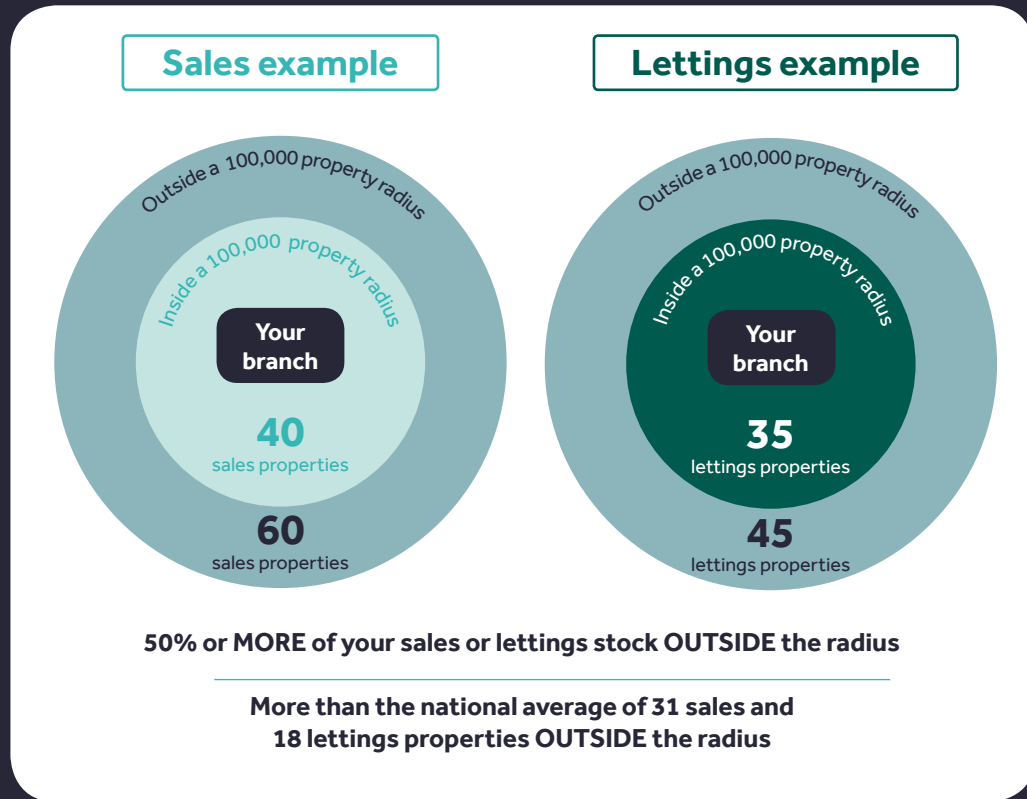 Sales example
Outside a 100,000 property radius
Inside a 100,000 property radius
Your
branch
40
sales properties
60
sales properties
Lettings example
Outside a 100,000 property radius
Inside a 100,000 property radius
Your
branch
35
lettings properties
45
lettings properties
50% or MORE of your sales or lettings stock OUTSIDE the radius
More than the national average of 31 sales and
18 lettings properties OUTSIDE the radius